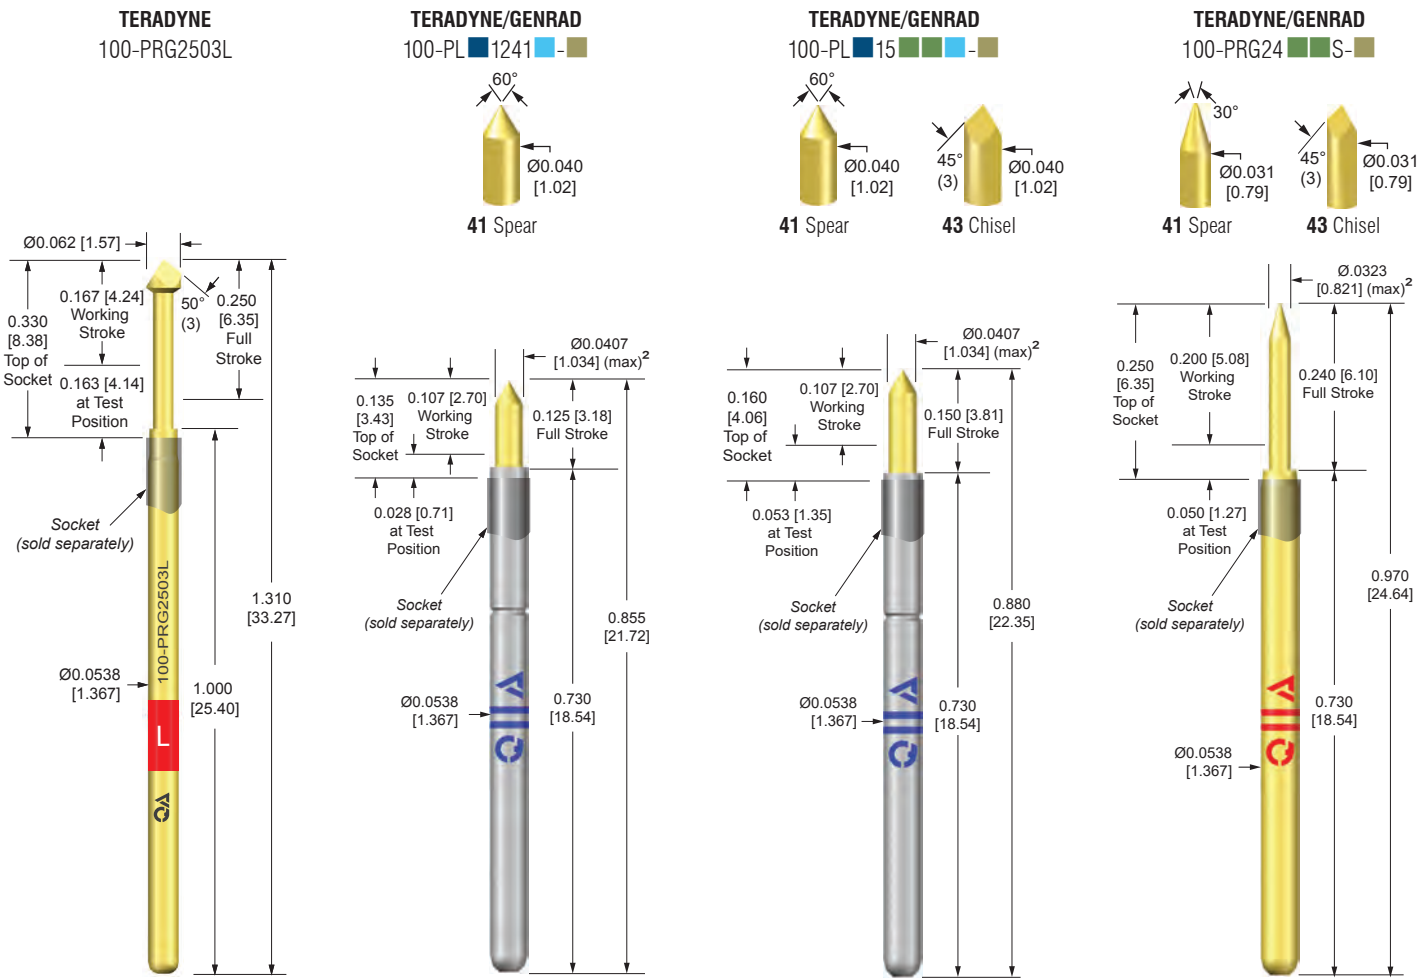 TERADYNE
100-PRG2503L
Ø0.062 [1.57]
0.330
[8.38]
Top of
Socket
0.167 [4.24]
Working
Stroke
0.163 [4.14]
at Test
Position
50°
(3)
0.250
[6.35]
Full
Stroke
Socket
(sold separately)
100-PRG2503L
1.310
[33.27]
Ø0.0538
[1.367]
1.000
[25.40]
L
QA
TERADYNE/GENRAD
100-PL 1241 -
60°
Ø0.040
[1.02]
41 Spear
Ø0.0407
[1.034] (max)²
0.135
[3.43]
Top of
Socket
0.107 [2.70]
Working
Stroke
0.125 [3.18]
Full Stroke
0.028 [0.71]
at Test
Position
Socket
(sold separately)
0.855
[21.72]
Ø0.0538
[1.367]
0.730
[18.54]
QA
TERADYNE/GENRAD
100-PL 15 -
60°
Ø0.040
[1.02]
41 Spear
45°
(3)
Ø0.040
[1.02]
43 Chisel
Ø0.0407
[1.034] (max)²
0.160
[4.06]
Top of
Socket
0.107 [2.70]
Working
Stroke
0.150 [3.81]
Full Stroke
0.053 [1.35]
at Test
Position
Socket
(sold separately)
0.880
[22.35]
Ø0.0538
[1.367]
0.730
[18.54]
QA
TERADYNE/GENRAD
100-PRG24 S-
30°
Ø0.031
[0.79]
41 Spear
45°
(3)
Ø0.031
[0.79]
43 Chisel
Ø.0323
[0.821] (max)²
0.250
[6.35]
Top of
Socket
0.200 [5.08]
Working
Stroke
0.240 [6.10]
Full Stroke
0.050 [1.27]
at Test
Position
Socket
(sold separately)
0.970
[24.64]
0.730
[18.54]
Ø0.0538
[1.367]
QA